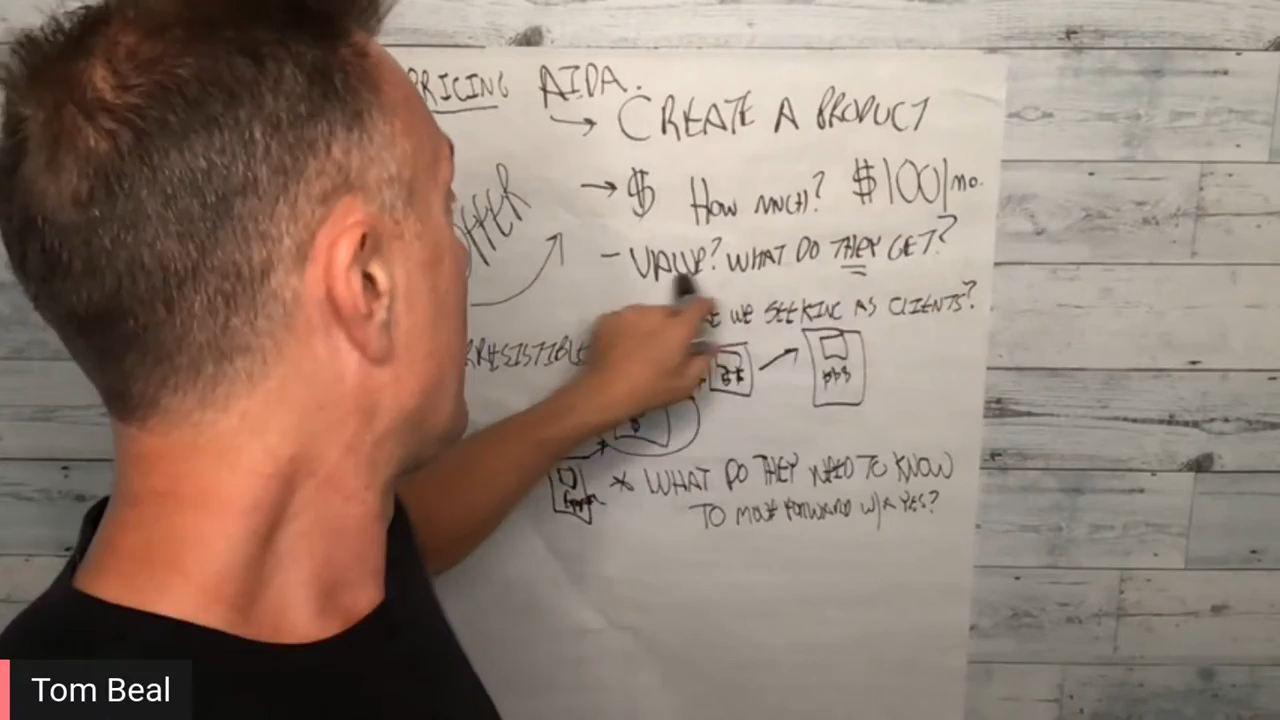 PRICING AIDA.
CREATE A PRODUCT
$ HOW MUCH? $100/mo.
OFFER
- VALUE? WHAT DO THEY GET?
WE SEEKING AS CLIENTS?
IRRESISTIBLE
* WHAT DO THEY NEED TO KNOW
TO MOVE FORWARD W/A YES?
Tom Beal